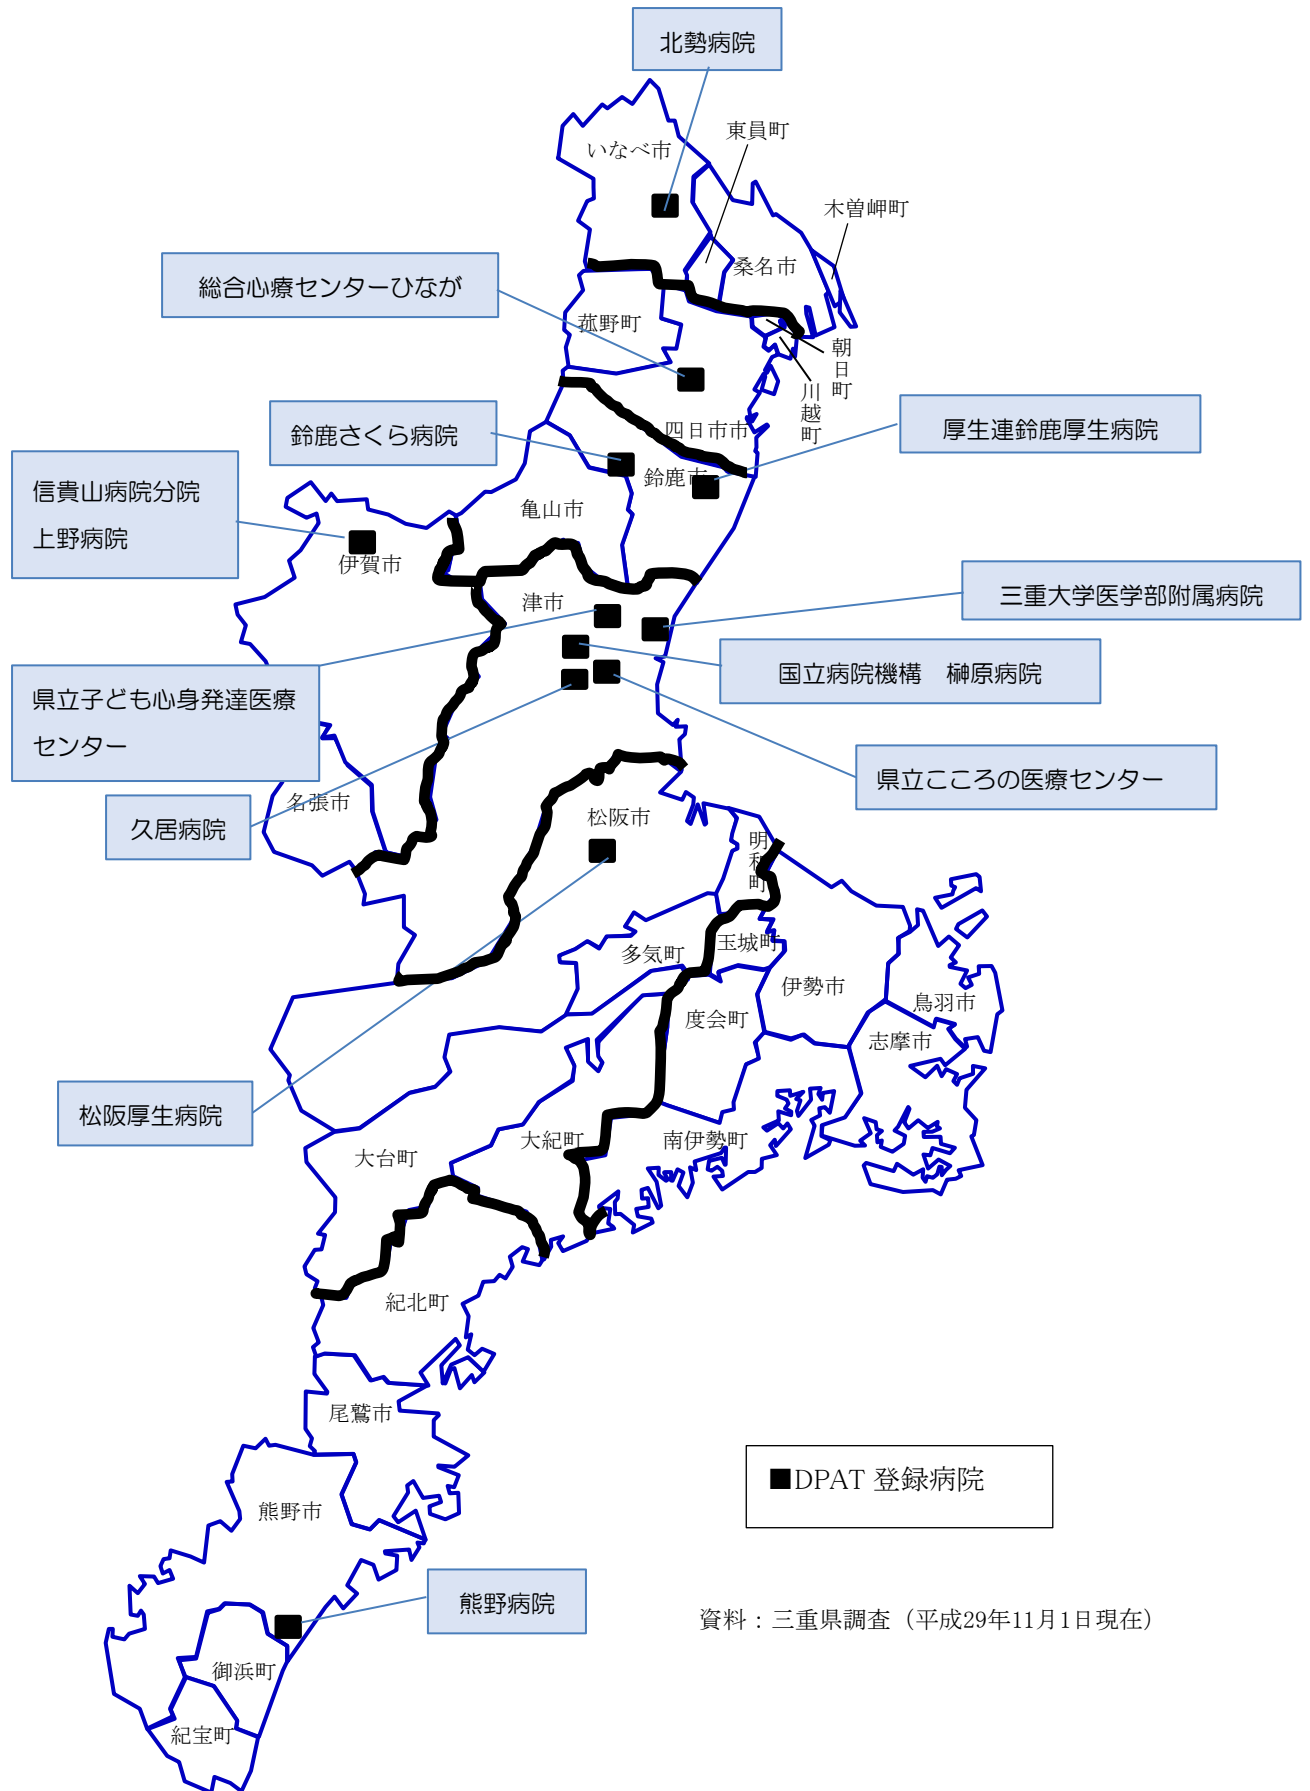 北勢病院
東員町
いなべ市
木曽岬町
桑名市
総合心療センターひなが
菰野町
朝日町
川越町
四日市市
鈴鹿さくら病院
厚生連鈴鹿厚生病院
鈴鹿市
信貴山病院分院
上野病院
亀山市
伊賀市
津市
三重大学医学部附属病院
国立病院機構　榊原病院
県立子ども心身発達医療
センター
県立こころの医療センター
名張市
久居病院
松阪市
明和町
多気町
玉城町
伊勢市
鳥羽市
度会町
志摩市
松阪厚生病院
大紀町
南伊勢町
大台町
紀北町
尾鷲市
■DPAT 登録病院
熊野市
熊野病院
資料：三重県調査（平成29年11月1日現在）
御浜町
紀宝町